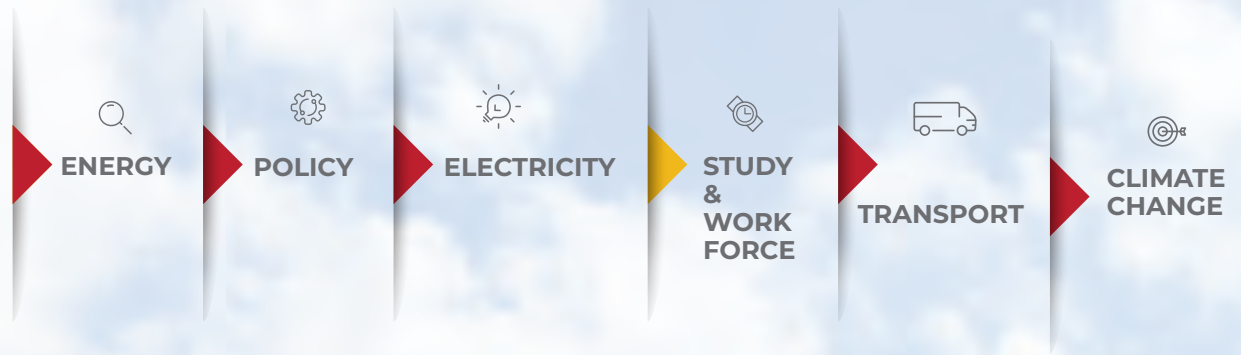 ENERGY
POLICY
ELECTRICITY
STUDY
&
WORK
FORCE
TRANSPORT
CLIMATE
CHANGE